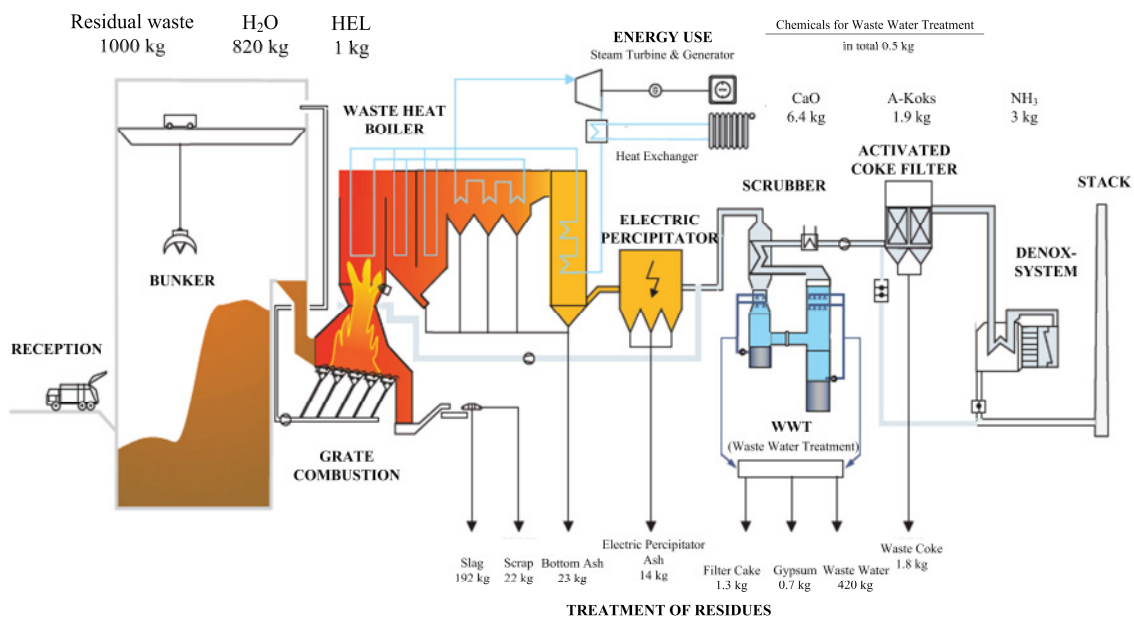 Residual waste
1000 kg
H₂O
820 kg
HEL
1 kg
ENERGY USE
Steam Turbine & Generator
Chemicals for Waste Water Treatment
in total 0.5 kg
CaO
6.4 kg
A-Koks
1.9 kg
NH₃
3 kg
WASTE HEAT
BOILER
G
Heat Exchanger
ACTIVATED
COKE FILTER
SCRUBBER
STACK
ELECTRIC
PERCIPITATOR
DENOX-
SYSTEM
BUNKER
RECEPTION
GRATE
COMBUSTION
WWT
(Waste Water Treatment)
Slag
192 kg
Scrap
22 kg
Bottom Ash
23 kg
Electric Percipitator
Ash
14 kg
Filter Cake
1.3 kg
Gypsum
0.7 kg
Waste Water
420 kg
Waste Coke
1.8 kg
TREATMENT OF RESIDUES